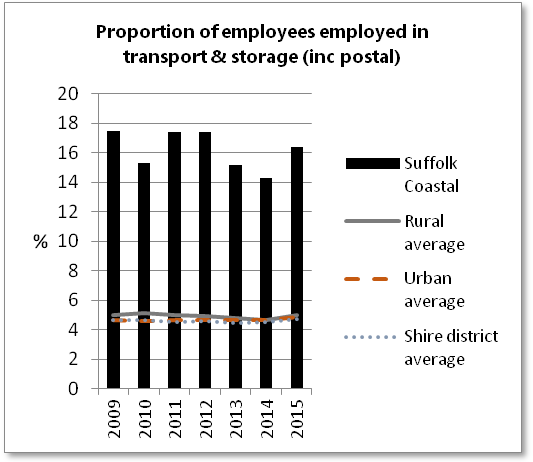 Proportion of employees employed in
transport & storage (inc postal)
20
18
16
14
12
10
8
6
4
2
0
%
2009
2010
2011
2012
2013
2014
2015
Suffolk
Coastal
Rural
average
Urban
average
Shire district
average